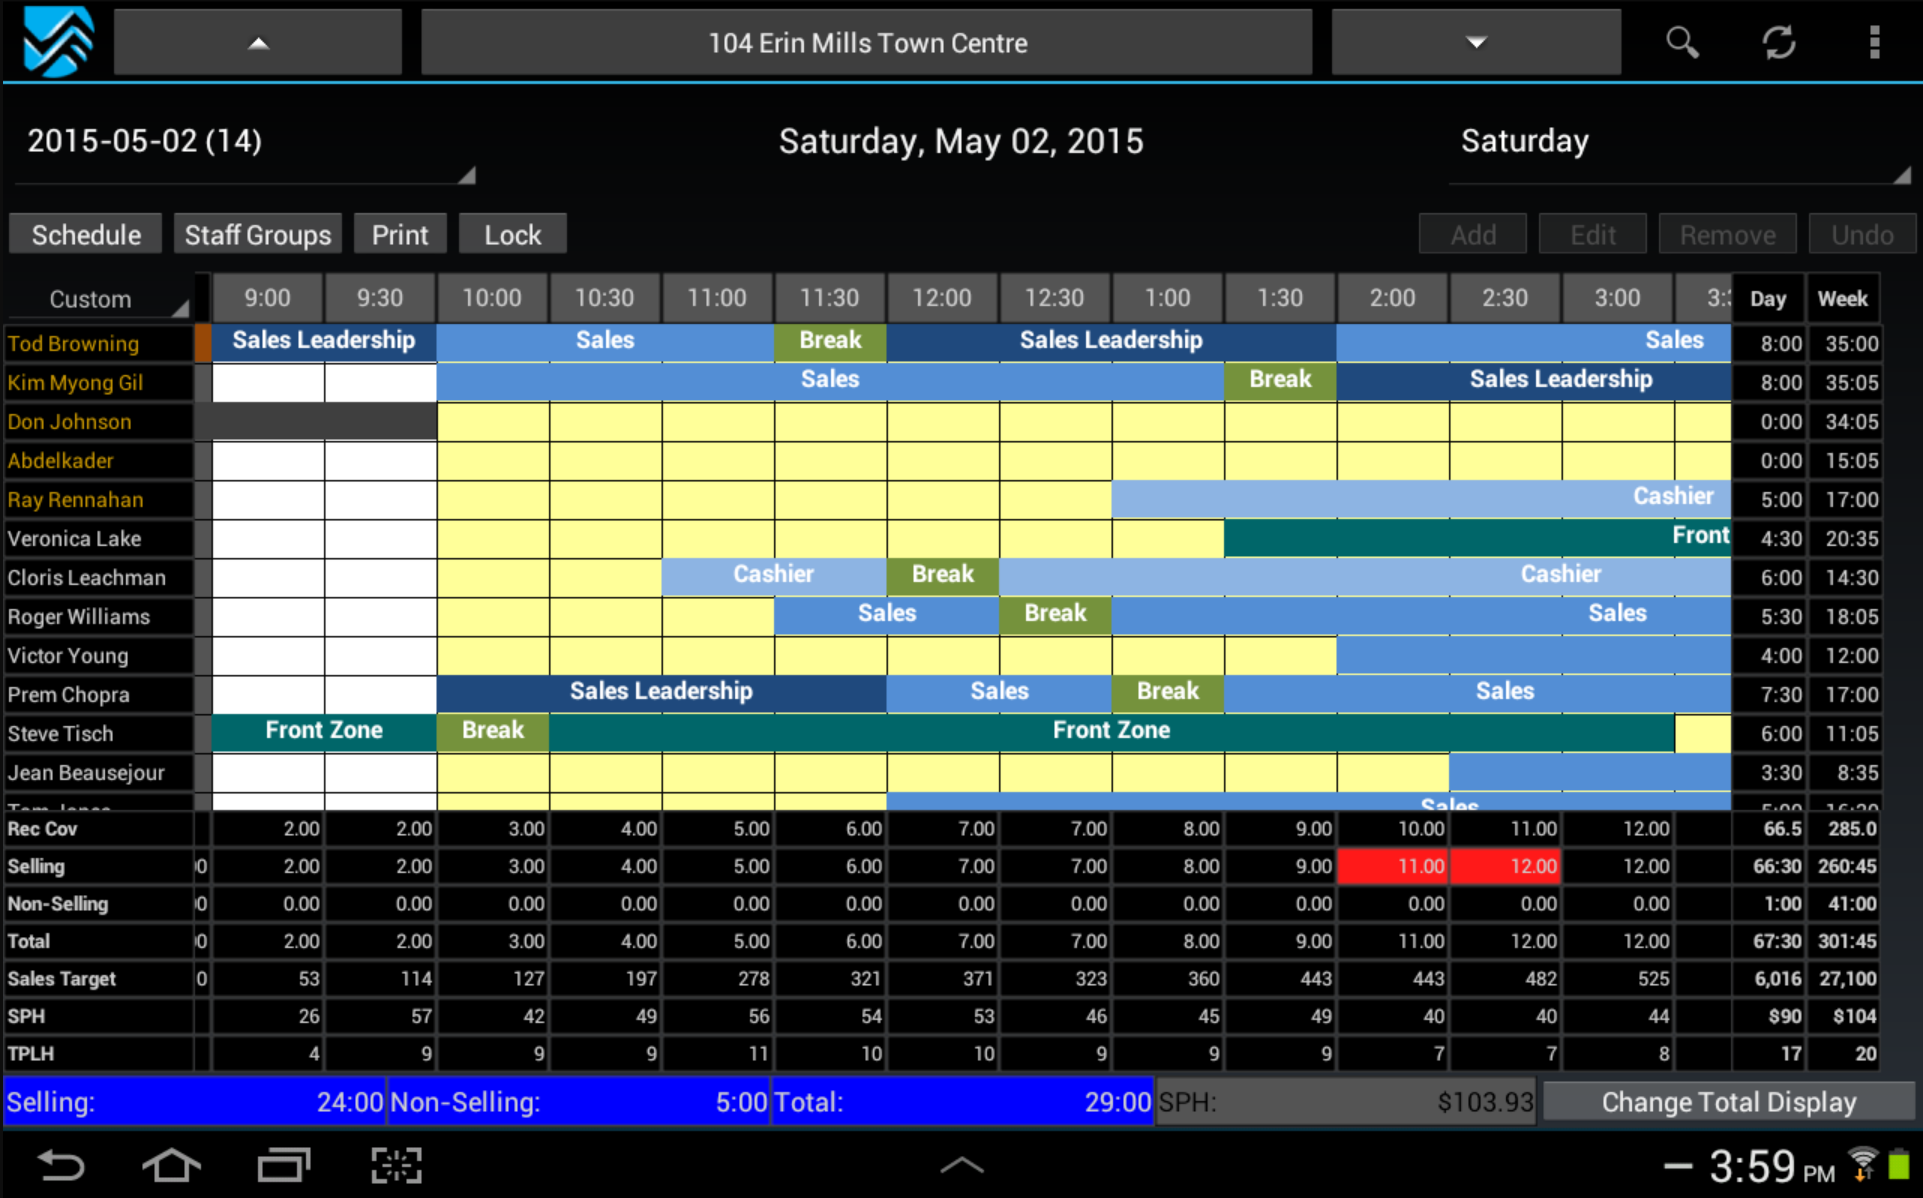 104 Erin Mills Town Centre
2015-05-02 (14) Saturday, May 02, 2015 Saturday
Schedule Staff Groups Print Lock Add Edit Remove Undo
Custom 9:00 9:30 10:00 10:30 11:00 11:30 12:00 12:30 1:00 1:30 2:00 2:30 3:00 Day Week
Tod Browning Sales Leadership Sales Break Sales Leadership Sales 8:00 35:00
Kim Myong Gil Sales Break Sales Leadership 8:00 35:05
Don Johnson 0:00 34:05
Abdelkader 0:00 15:05
Ray Rennahan Cashier 5:00 17:00
Veronica Lake Front 4:30 20:35
Cloris Leachman Cashier Break Cashier 6:00 14:30
Roger Williams Sales Break Sales 5:30 18:05
Victor Young 4:00 12:00
Prem Chopra Sales Leadership Sales Break Sales 7:30 17:00
Steve Tisch Front Zone Break Front Zone 6:00 11:05
Jean Beausejour 3:30 8:35
Sales
Rec Cov 2.00 2.00 3.00 4.00 5.00 6.00 7.00 7.00 8.00 9.00 10.00 11.00 12.00 66.5 285.0
Selling 2.00 2.00 3.00 4.00 5.00 6.00 7.00 7.00 8.00 9.00 11.00 12.00 12.00 66:30 260:45
Non-Selling 0.00 0.00 0.00 0.00 0.00 0.00 0.00 0.00 0.00 0.00 0.00 0.00 0.00 1:00 41:00
Total 2.00 2.00 3.00 4.00 5.00 6.00 7.00 7.00 8.00 9.00 11.00 12.00 12.00 67:30 301:45
Sales Target 0 53 114 127 197 278 321 371 323 360 443 443 482 525 6,016 27,100
SPH 26 57 42 49 56 54 53 46 45 49 40 40 44 $90 $104
TPLH 4 9 9 9 11 10 10 9 9 9 7 7 8 17 20
Selling: 24:00 Non-Selling: 5:00 Total: 29:00 SPH: $103.93 Change Total Display
3:59 PM